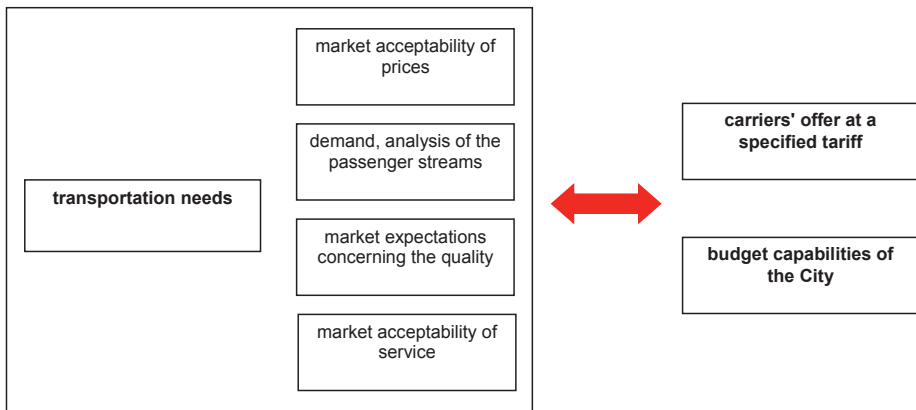 market acceptability of
prices
demand, analysis of the
passenger streams
transportation needs
market expectations
concerning the quality
market acceptability of
service
carriers' offer at a
specified tariff
budget capabilities of
the City